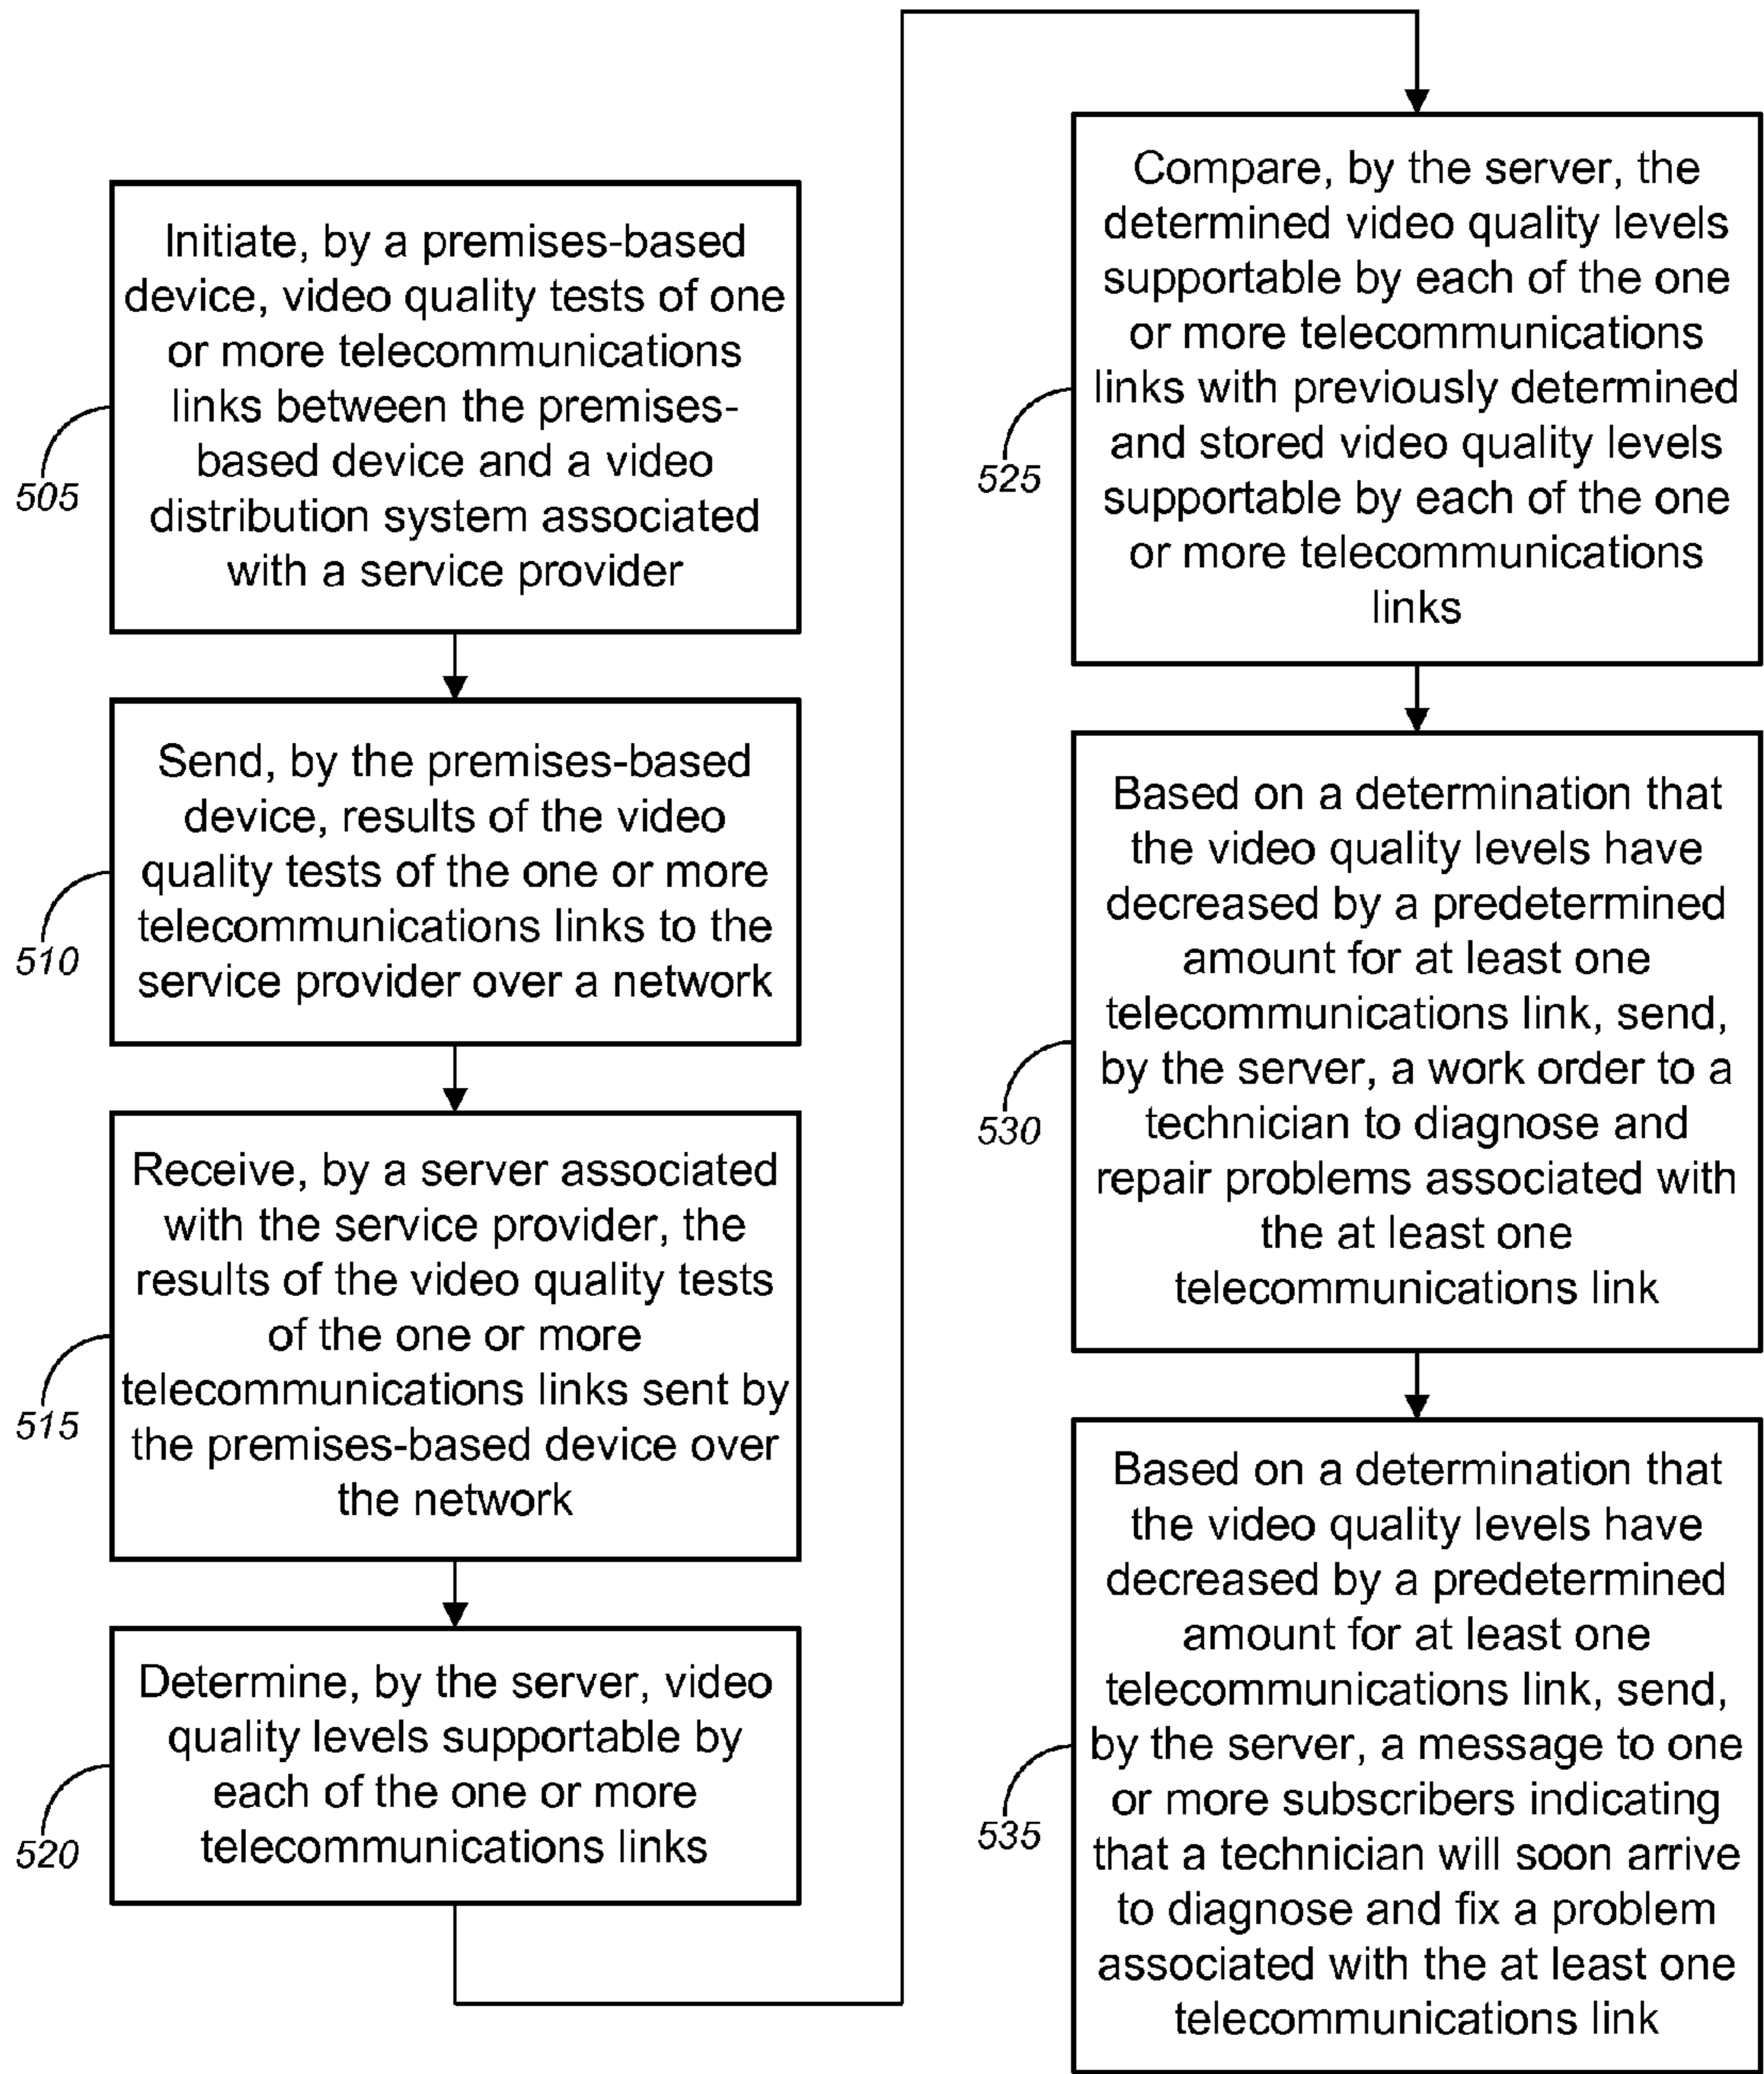 Initiate, by a premises-based
device, video quality tests of one
or more telecommunications
links between the premises-
based device and a video
distribution system associated
with a service provider
505
Send, by the premises-based
device, results of the video
quality tests of the one or more
telecommunications links to the
service provider over a network
510
Receive, by a server associated
with the service provider, the
results of the video quality tests
of the one or more
telecommunications links sent by
the premises-based device over
the network
515
Determine, by the server, video
quality levels supportable by
each of the one or more
telecommunications links
520
Compare, by the server, the
determined video quality levels
supportable by each of the one
or more telecommunications
links with previously determined
and stored video quality levels
supportable by each of the one
or more telecommunications
links
525
Based on a determination that
the video quality levels have
decreased by a predetermined
amount for at least one
telecommunications link, send,
by the server, a work order to a
technician to diagnose and
repair problems associated with
the at least one
telecommunications link
530
Based on a determination that
the video quality levels have
decreased by a predetermined
amount for at least one
telecommunications link, send,
by the server, a message to one
or more subscribers indicating
that a technician will soon arrive
to diagnose and fix a problem
associated with the at least one
telecommunications link
535